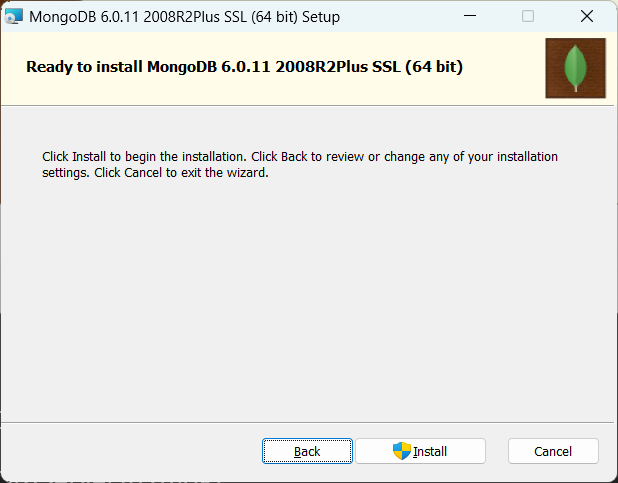 MongoDB 6.0.11 2008R2Plus SSL (64 bit) Setup
Ready to install MongoDB 6.0.11 2008R2Plus SSL (64 bit)
Click Install to begin the installation. Click Back to review or change any of your installation
settings. Click Cancel to exit the wizard.
Back
Install
Cancel